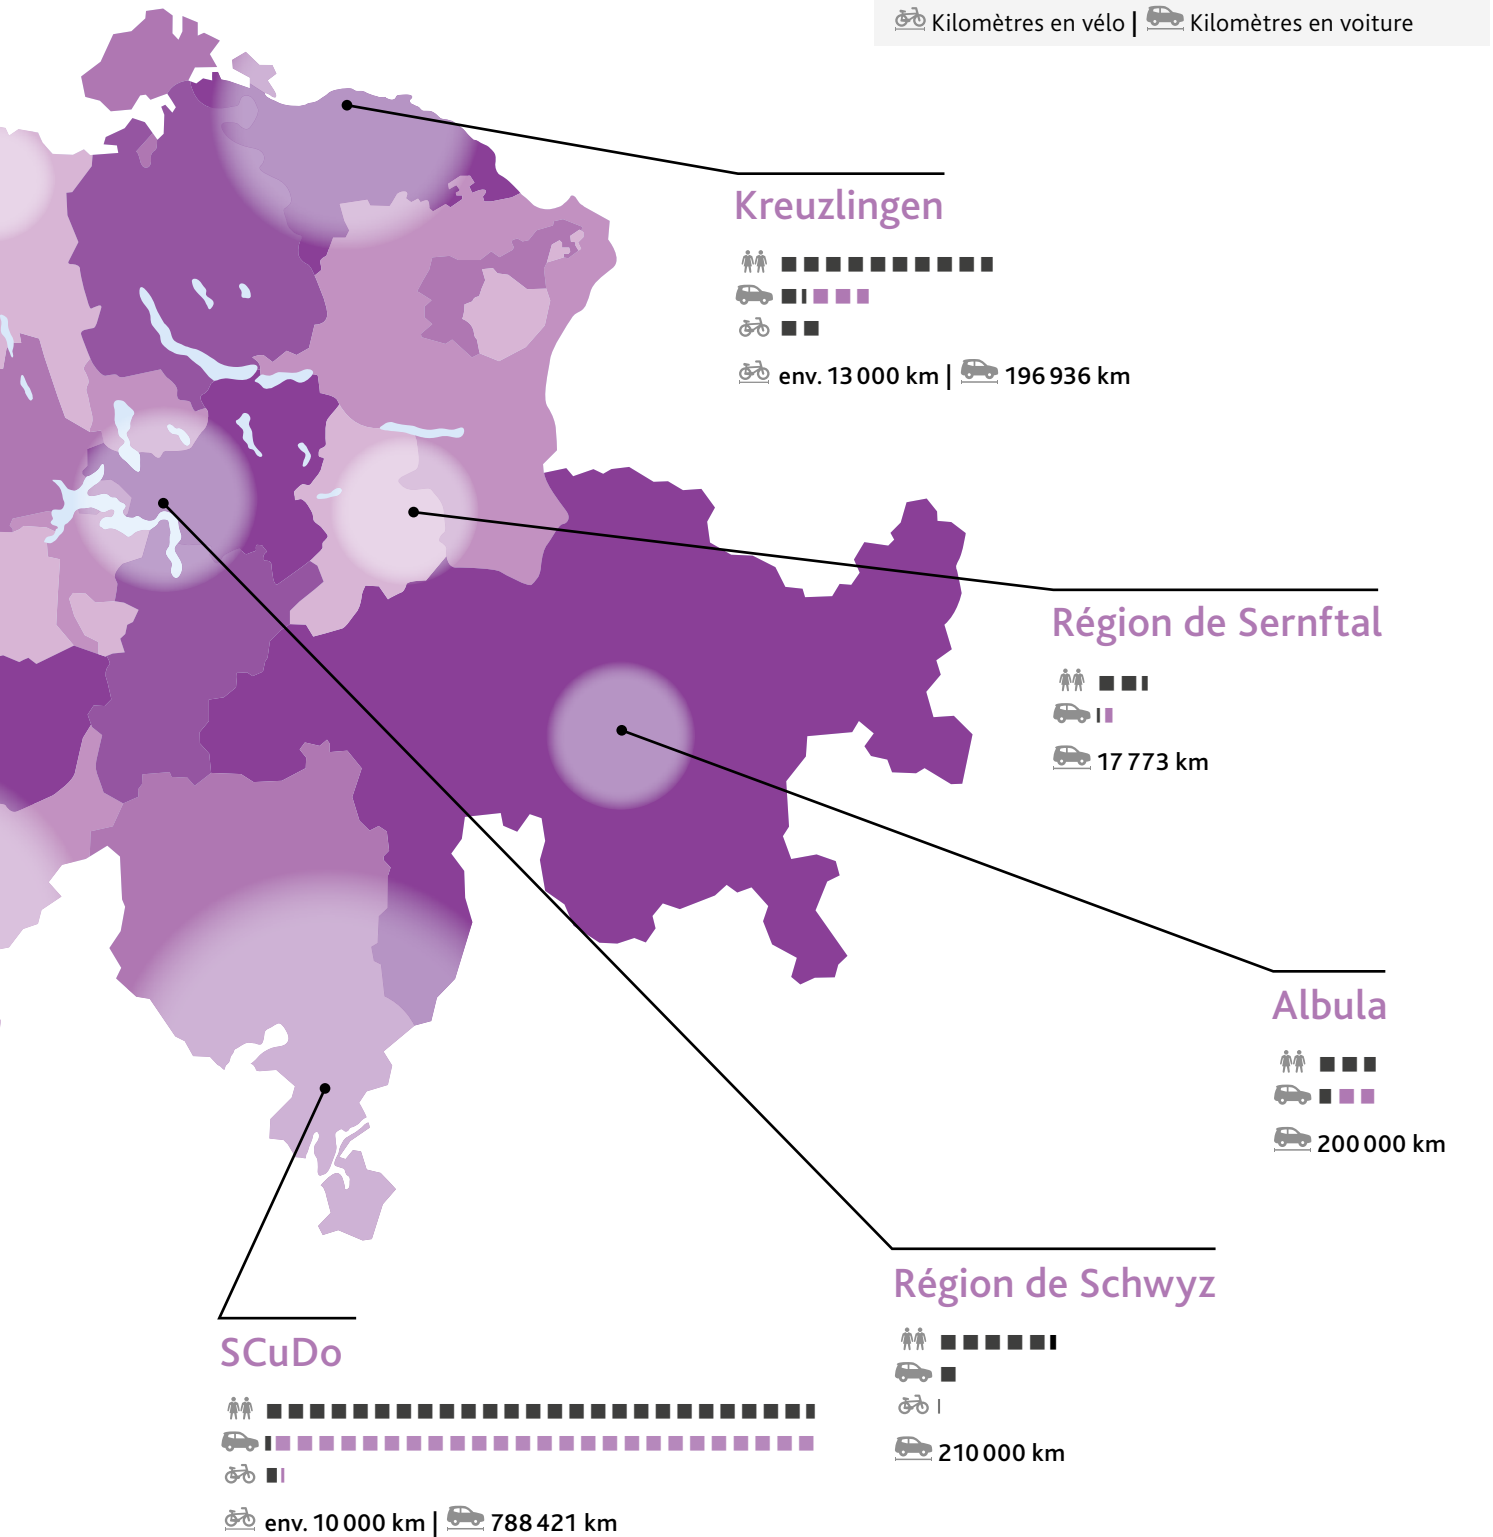 Kilomètres en vélo | Kilomètres en voiture
Kreuzlingen
env. 13 000 km | 196 936 km
Région de Sernftal
17 773 km
Albula
200 000 km
Région de Schwyz
210 000 km
SCuDo
env. 10 000 km | 788 421 km